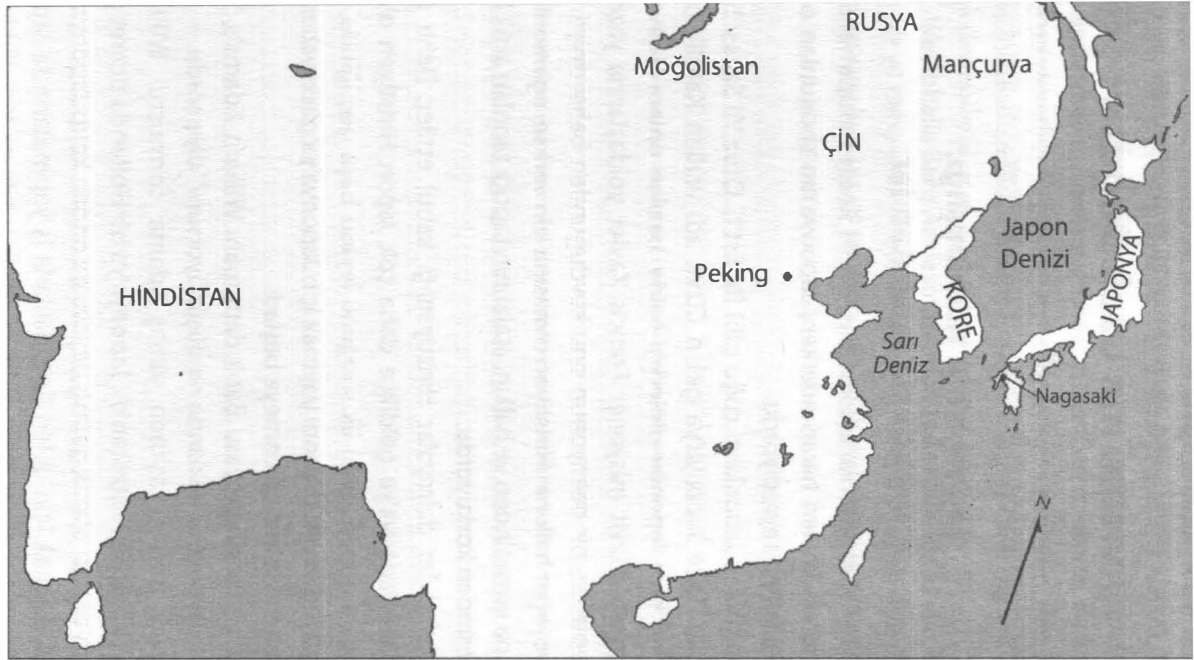 RUSYA
Moğolistan
Mançurya
ÇİN
Japon
Denizi
Peking
HİNDİSTAN
KORE
JAPONYA
Sarı
Deniz
Nagasaki
N